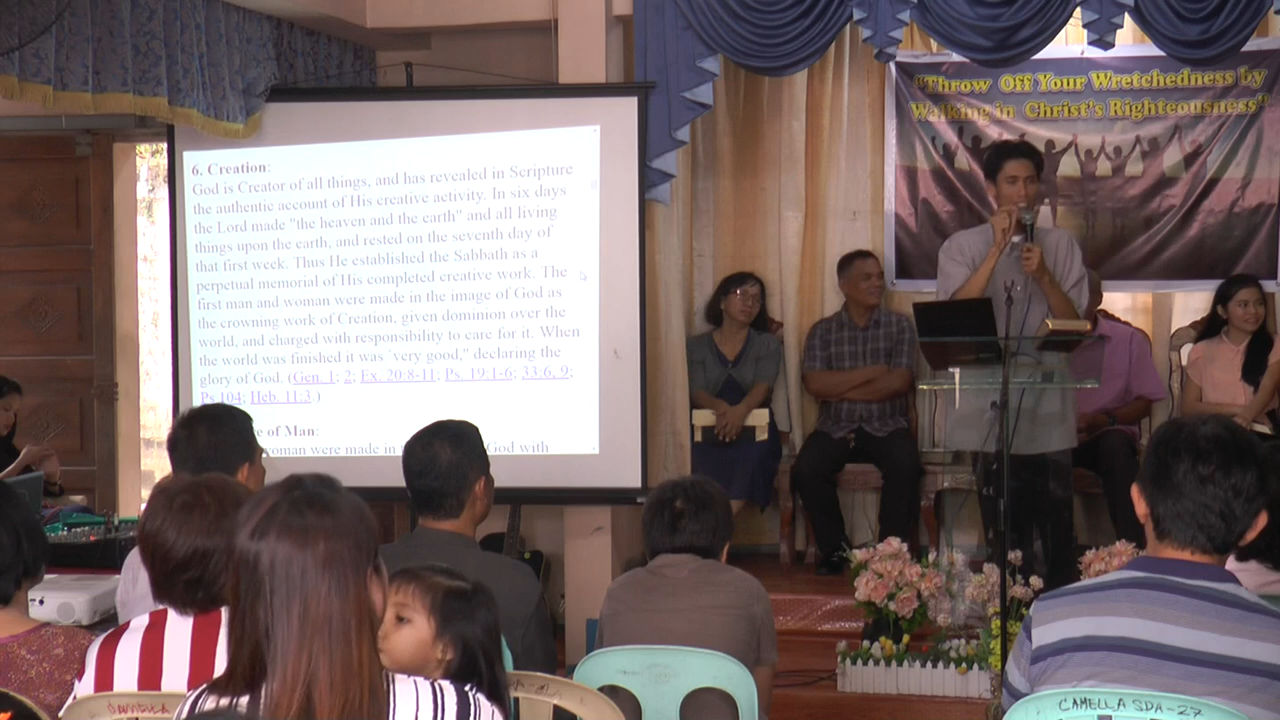 "Throw Off Your Wretchedness by
Walking in Christ's Righteousness"
6. Creation:
God is Creator of all things, and has revealed in Scripture
the authentic account of His creative activity. In six days
the Lord made "the heaven and the earth" and all living
things upon the earth, and rested on the seventh day of
that first week. Thus He established the Sabbath as a
perpetual memorial of His completed creative work. The
first man and woman were made in the image of God as
the crowning work of Creation, given dominion over the
world, and charged with responsibility to care for it. When
the world was finished it was `very good," declaring the
glory of God. (Gen. 1; 2; Ex. 20:8-11; Ps. 19:1-6; 33:6, 9;
Ps 104; Heb. 11:3.)
of Man:
woman were made in God with
CAMELLA SDA-27